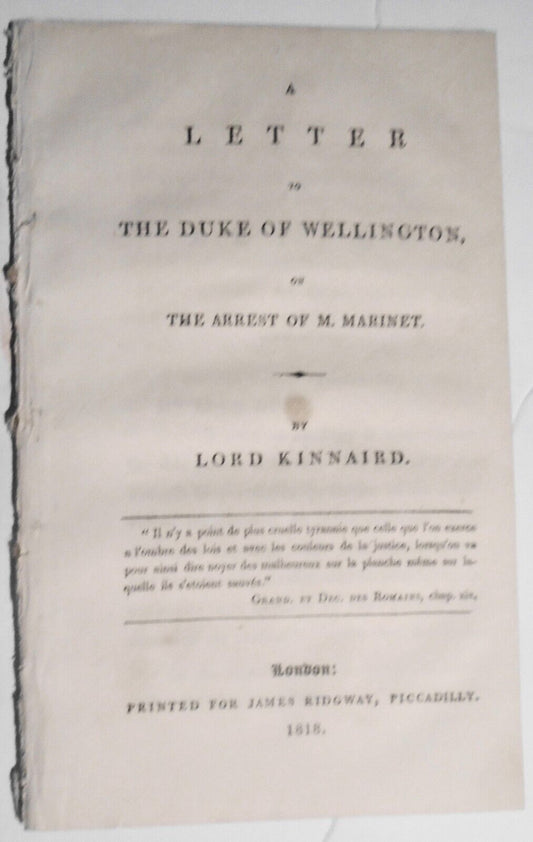 A
LETTER
TO
THE DUKE OF WELLINGTON,
ON
THE ARREST OF M. MARINET.
BY
LORD KINNAIRD.
"Il n'y a point de plus cruelle tyrannie que celle que l'on exerce
a l'ombre des lois et avec les couleurs de la justice, lorsqu'on va
pour ainsi dire noyer des malheureux sur la planche même sur la-
quelle ils s'etoient sauvés."
GRAND. ET DEC. DES ROMAINS, chap. xiv.
London:
PRINTED FOR JAMES RIDGWAY, PICCADILLY.
1818.